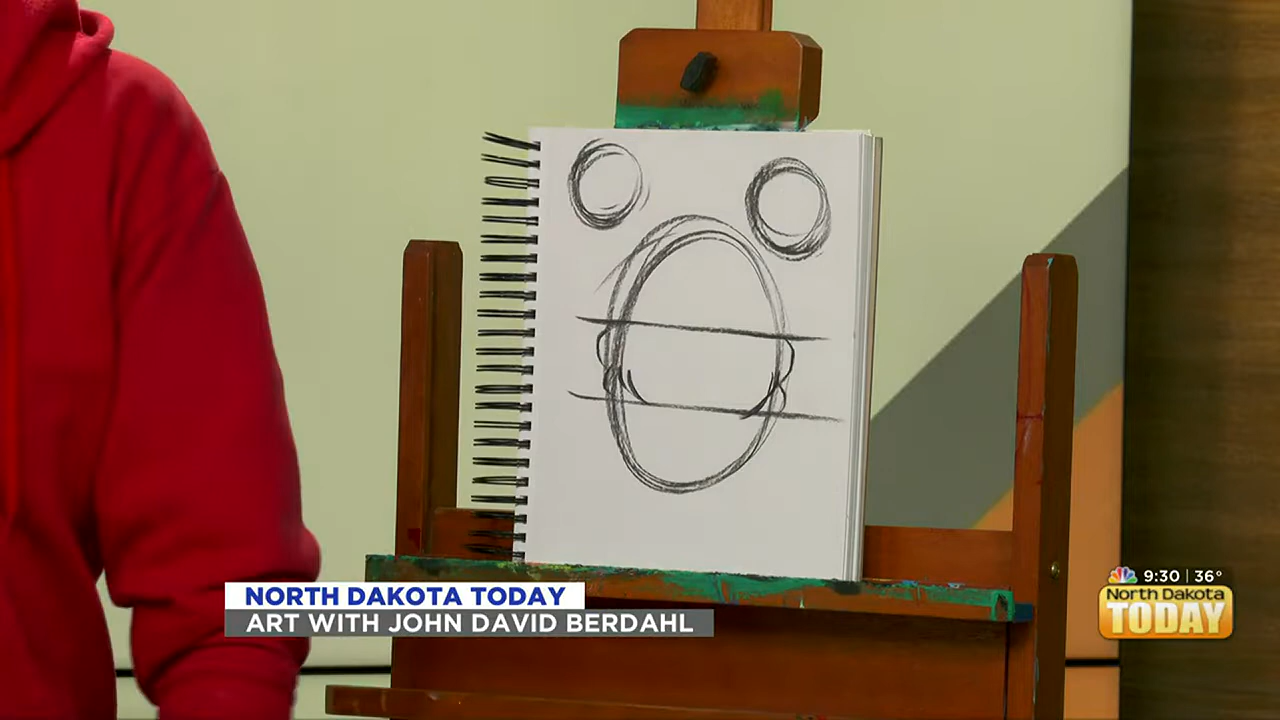 NORTH DAKOTA TODAY
ART WITH JOHN DAVID BERDAHL
9:30 | 36°
North Dakota
TODAY